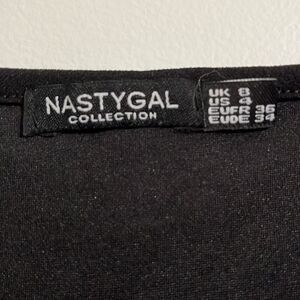 NASTYGAL
COLLECTION
UK 8
US 4
EUFR 36
EUDE 34